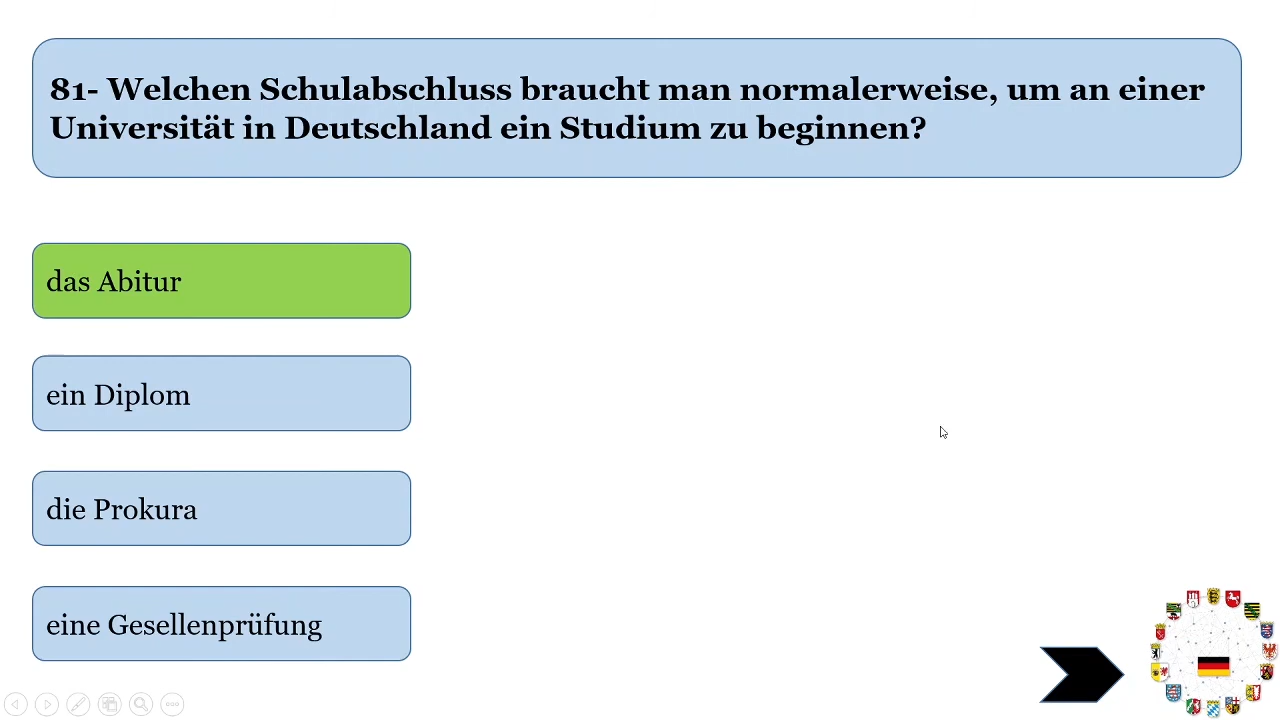 81- Welchen Schulabschluss braucht man normalerweise, um an einer
Universität in Deutschland ein Studium zu beginnen?
das Abitur
ein Diplom
die Prokura
eine Gesellenprüfung